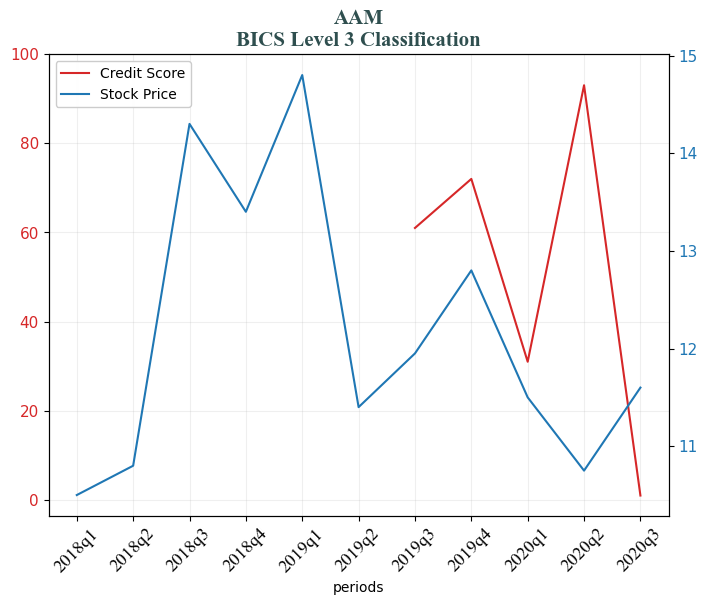 AAM
BICS Level 3 Classification
Credit Score
Stock Price
100
80
60
40
20
0
15
14
13
12
11
2018q1
2018q2
2018q3
2018q4
2019q1
2019q2
2019q3
2019q4
2020q1
2020q2
2020q3
periods